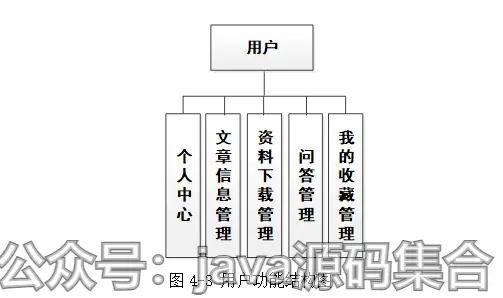 用户
个人中心
文章信息管理
资料下载管理
问答管理
我的收藏管理
公众号：java源码集合
图 4-3 用户功能结构图